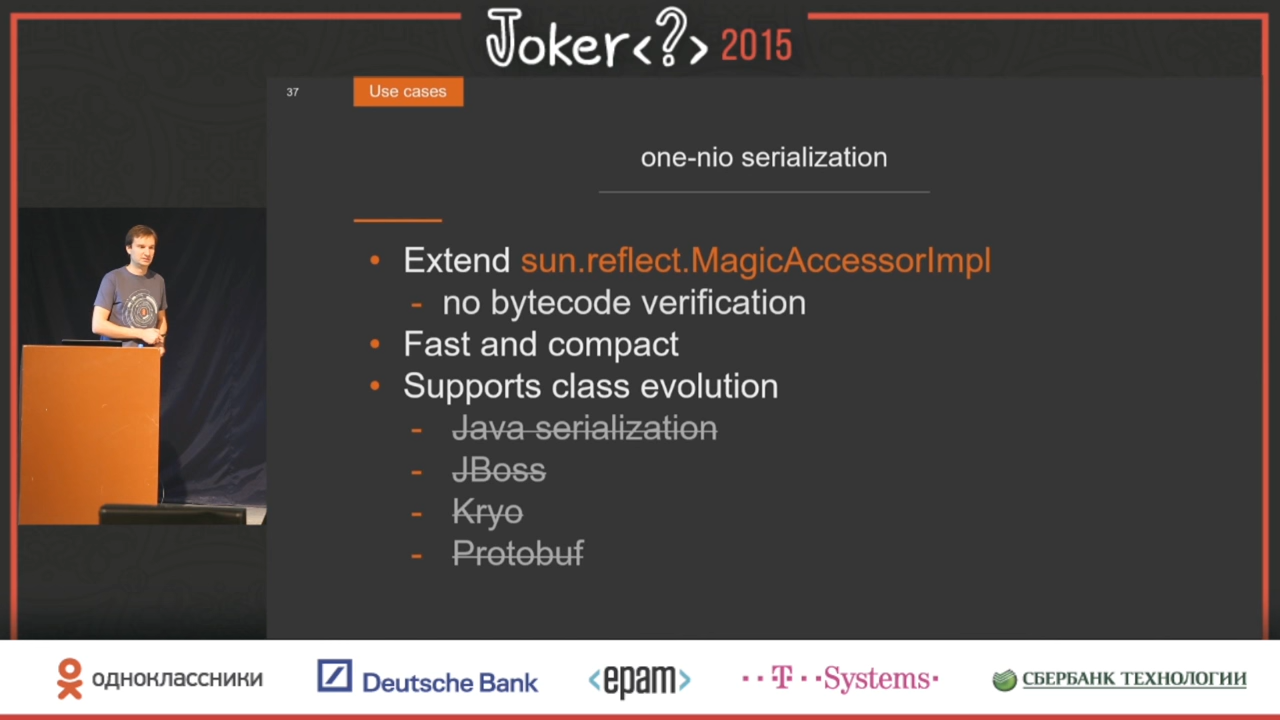 Joker<?> 2015
37
Use cases
one-nio serialization
• Extend sun.reflect.MagicAccessorImpl
- no bytecode verification
• Fast and compact
• Supports class evolution
- Java serialization
- JBoss
- Kryo
- Protobuf
одноклассники
Deutsche Bank
<epam>
T Systems
СБЕРБАНК ТЕХНОЛОГИИ